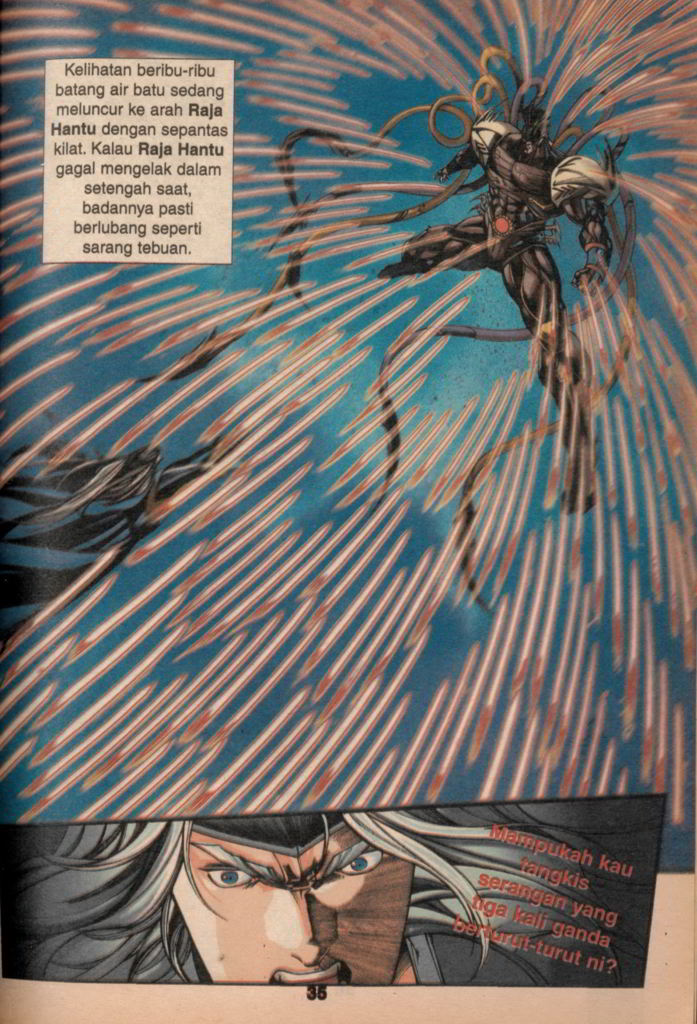 Kelihatan beribu-ribu
batang air batu sedang
meluncur ke arah Raja
Hantu dengan sepantas
kilat. Kalau Raja Hantu
gagal mengelak dalam
setengah saat,
badannya pasti
berlubang seperti
sarang tebuan.
Mampukah kau
tangkis
serangan yang
tiga kali ganda
berturut-turut ni?
35